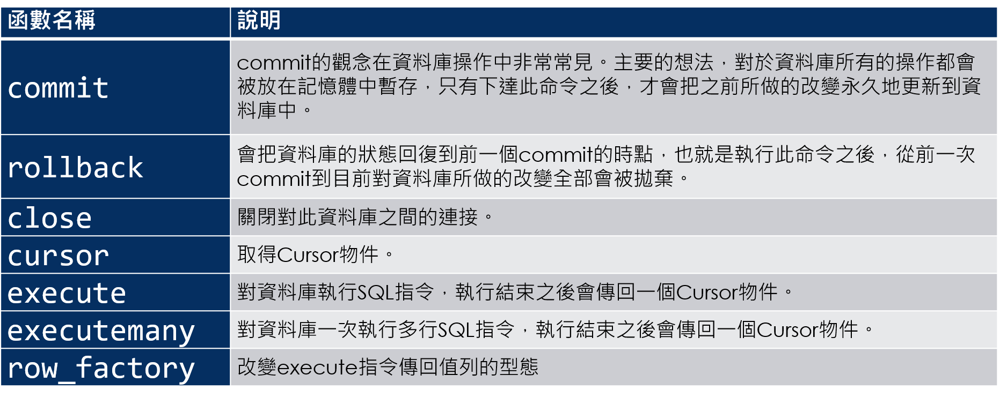 函數名稱
說明
commit
commit的觀念在資料庫操作中非常常見。主要的想法，對於資料庫所有的操作都會
被放在記憶體中暫存，只有下達此命令之後，才會把之前所做的改變永久地更新到資
料庫中。
rollback
會把資料庫的狀態回復到前一個commit的時點，也就是執行此命令之後，從前一次
commit到目前對資料庫所做的改變全部會被拋棄。
close
關閉對此資料庫之間的連接。
cursor
取得Cursor物件。
execute
對資料庫執行SQL指令，執行結束之後會傳回一個Cursor物件。
executemany
對資料庫一次執行多行SQL指令，執行結束之後會傳回一個Cursor物件。
row_factory
改變execute指令傳回值列的型態